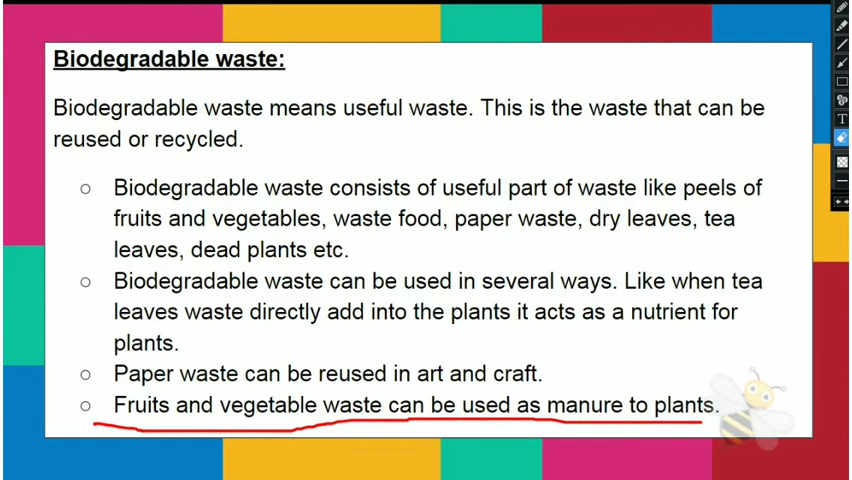 Biodegradable waste:
Biodegradable waste means useful waste. This is the waste that can be
reused or recycled.
○ Biodegradable waste consists of useful part of waste like peels of
fruits and vegetables, waste food, paper waste, dry leaves, tea
leaves, dead plants etc.
○ Biodegradable waste can be used in several ways. Like when tea
leaves waste directly add into the plants it acts as a nutrient for
plants.
○ Paper waste can be reused in art and craft.
○ Fruits and vegetable waste can be used as manure to plants.
T